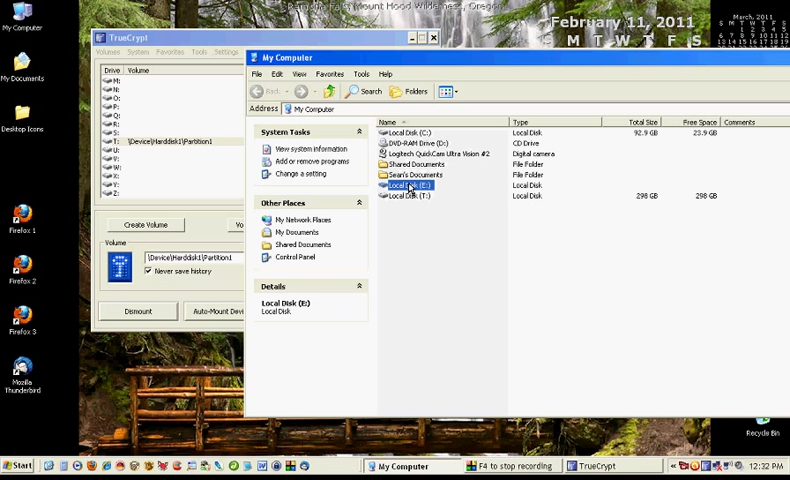 Ramona Falls, Mount Hood Wilderness, Oregon
My Computer
February 11, 2011
March, 2011
S M T W T F S
M T W T F S
My Documents
Desktop Icons
Firefox 1
Firefox 2
Firefox 3
Mozilla
Thunderbird
Recycle Bin
TrueCrypt
Volumes System Favorites Tools Settings
Drive Volume
M:
N:
O:
P:
Q:
R:
S:
T: \Device\Harddisk1\Partition1
U:
V:
W:
X:
Y:
Z:
Create Volume Vo
Volume
\Device\Harddisk1\Partition1
Never save history
Dismount Auto-Mount Devi
My Computer
File Edit View Favorites Tools Help
Back Search Folders
Address My Computer
System Tasks
View system information
Add or remove programs
Change a setting
Other Places
My Network Places
My Documents
Shared Documents
Control Panel
Details
Local Disk (E:)
Local Disk
Name Type Total Size Free Space Comments
Local Disk (C:) Local Disk 92.9 GB 23.9 GB
DVD-RAM Drive (D:) CD Drive
Logitech QuickCam Ultra Vision #2 Digital camera
Shared Documents File Folder
Sean's Documents File Folder
Local Disk (E:) Local Disk
Local Disk (T:) Local Disk 298 GB 298 GB
Start My Computer F4 to stop recording TrueCrypt 12:32 PM